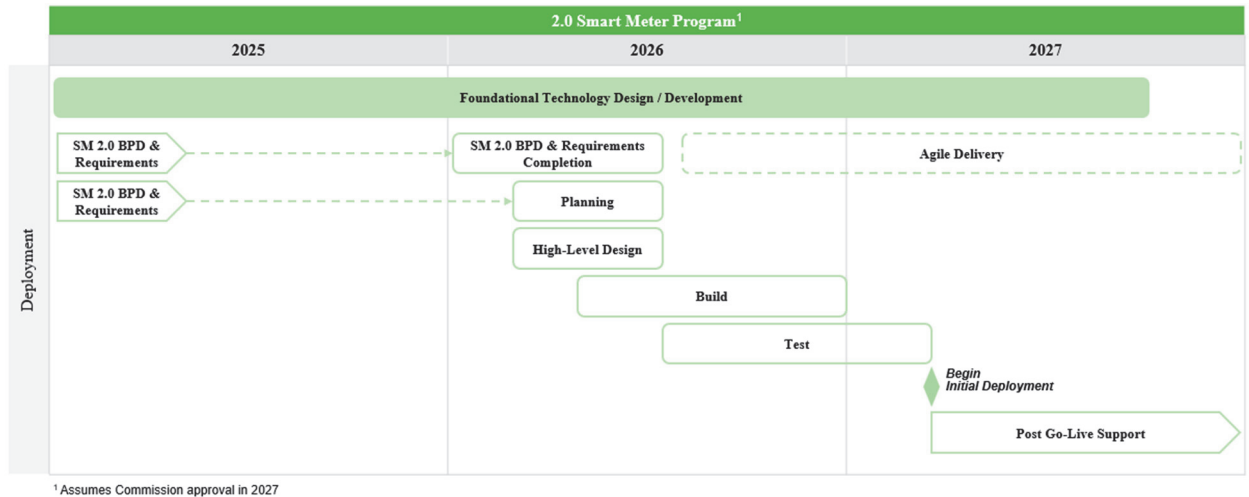 2.0 Smart Meter Program¹
2025
2026
2027
Deployment
Foundational Technology Design / Development
SM 2.0 BPD &
Requirements
SM 2.0 BPD & Requirements
Completion
Agile Delivery
SM 2.0 BPD &
Requirements
Planning
High-Level Design
Build
Test
Begin
Initial Deployment
Post Go-Live Support
¹ Assumes Commission approval in 2027